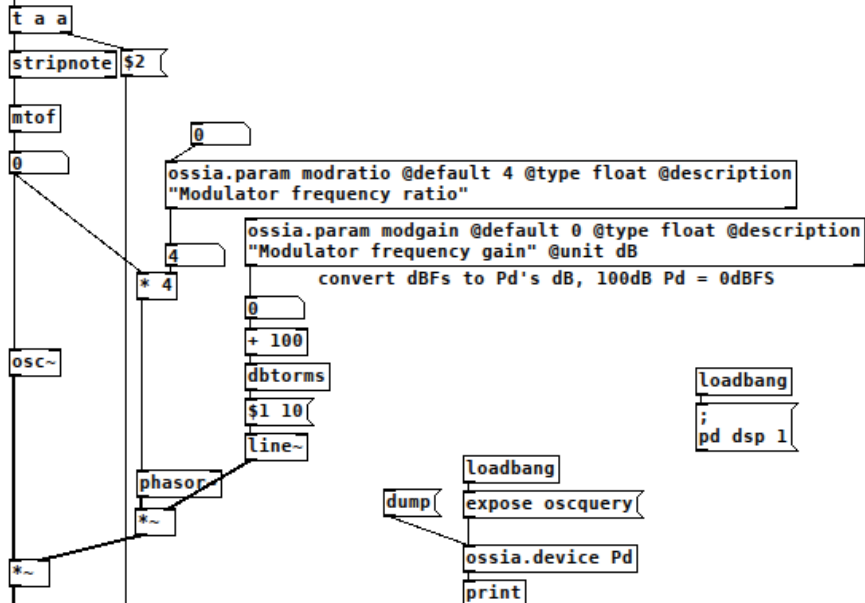 t a a
stripnote
$2
mtof
0
0
ossia.param modratio @default 4 @type float @description
"Modulator frequency ratio"
ossia.param modgain @default 0 @type float @description
"Modulator frequency gain" @unit dB
4
* 4
convert dBFs to Pd's dB, 100dB Pd = 0dBFS
0
+ 100
osc~
dbtorms
loadbang
$1 10
;
pd dsp 1
line~
loadbang
phasor~
dump
expose oscquery
*~
ossia.device Pd
*~
print